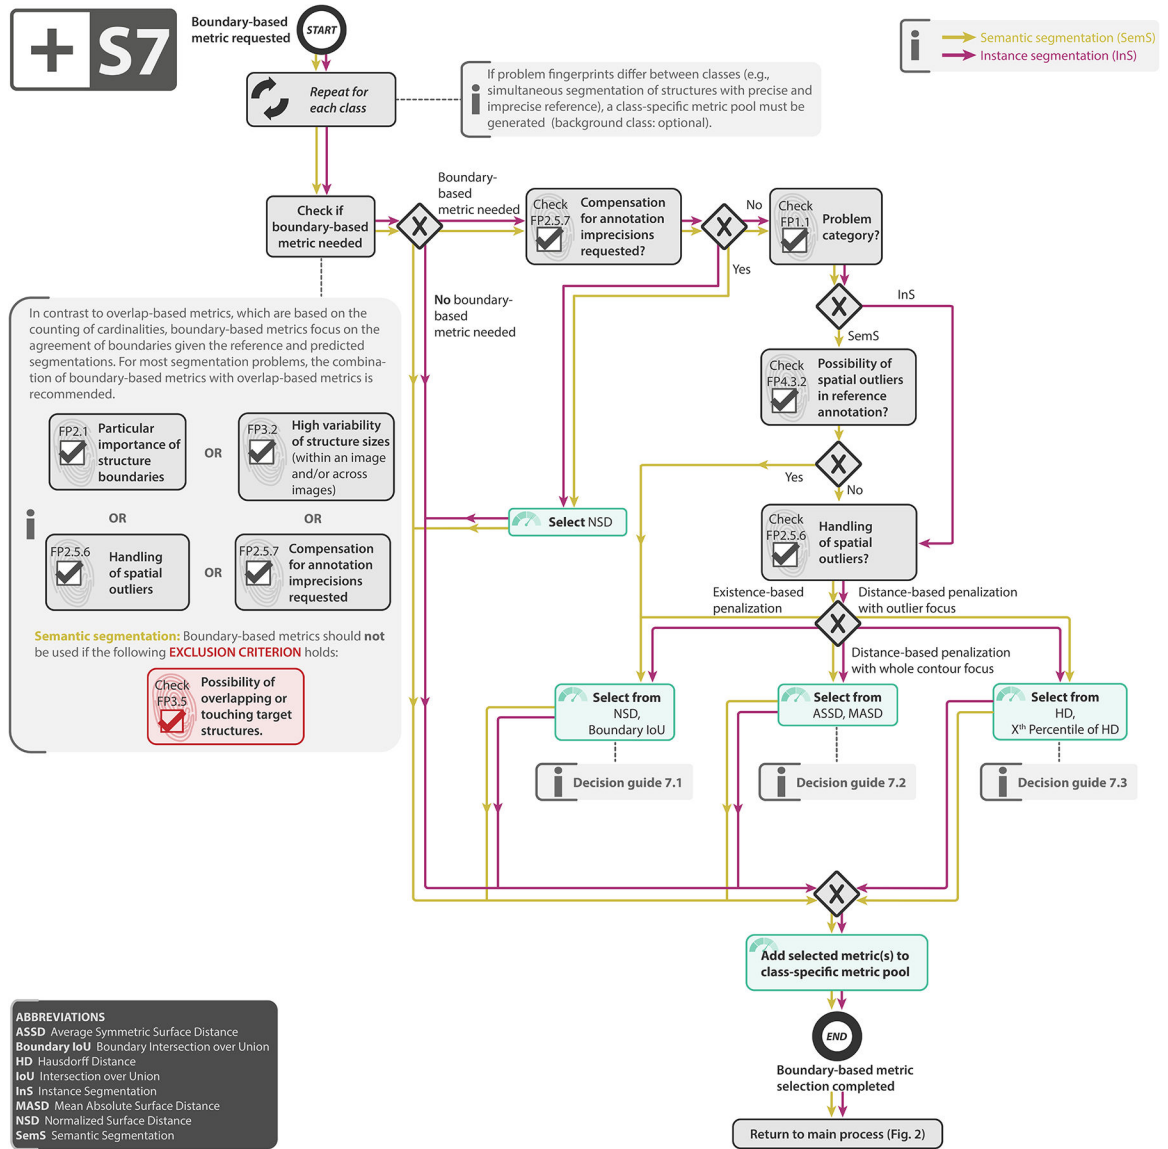 + S7
Boundary-based
metric requested
START
i
Semantic segmentation (SemS)
Instance segmentation (InS)
Repeat for
each class
i
If problem fingerprints differ between classes (e.g.,
simultaneous segmentation of structures with precise and
imprecise reference), a class-specific metric pool must be
generated (background class: optional).
Check if
boundary-based
metric needed
X
Boundary-
based
metric needed
Check
FP2.5.7
Compensation
for annotation
imprecisions
requested?
X
No
Yes
Check
FP1.1
Problem
category?
No boundary-
based
metric needed
X
InS
SemS
In contrast to overlap-based metrics, which are based on the
counting of cardinalities, boundary-based metrics focus on the
agreement of boundaries given the reference and predicted
segmentations. For most segmentation problems, the combina-
tion of boundary-based metrics with overlap-based metrics is
recommended.
FP2.1
Particular
importance of
structure
boundaries
OR
FP3.2
High variability
of structure sizes
(within an image
and/or across
images)
OR
OR
i
FP2.5.6
Handling
of spatial
outliers
OR
FP2.5.7
Compensation
for annotation
imprecisions
requested
Semantic segmentation: Boundary-based metrics should not
be used if the following EXCLUSION CRITERION holds:
Check
FP3.5
Possibility of
overlapping or
touching target
structures.
Check
FP4.3.2
Possibility of
spatial outliers
in reference
annotation?
X
Yes
No
Select NSD
Check
FP2.5.6
Handling
of spatial
outliers?
Existence-based
penalization
Distance-based penalization
with outlier focus
X
Distance-based penalization
with whole contour focus
Select from
NSD,
Boundary IoU
Select from
ASSD, MASD
Select from
HD,
Xth Percentile of HD
i Decision guide 7.1
i Decision guide 7.2
i Decision guide 7.3
X
Add selected metric(s) to
class-specific metric pool
END
Boundary-based metric
selection completed
Return to main process (Fig. 2)
ABBREVIATIONS
ASSD Average Symmetric Surface Distance
Boundary IoU Boundary Intersection over Union
HD Hausdorff Distance
IoU Intersection over Union
InS Instance Segmentation
MASD Mean Absolute Surface Distance
NSD Normalized Surface Distance
SemS Semantic Segmentation